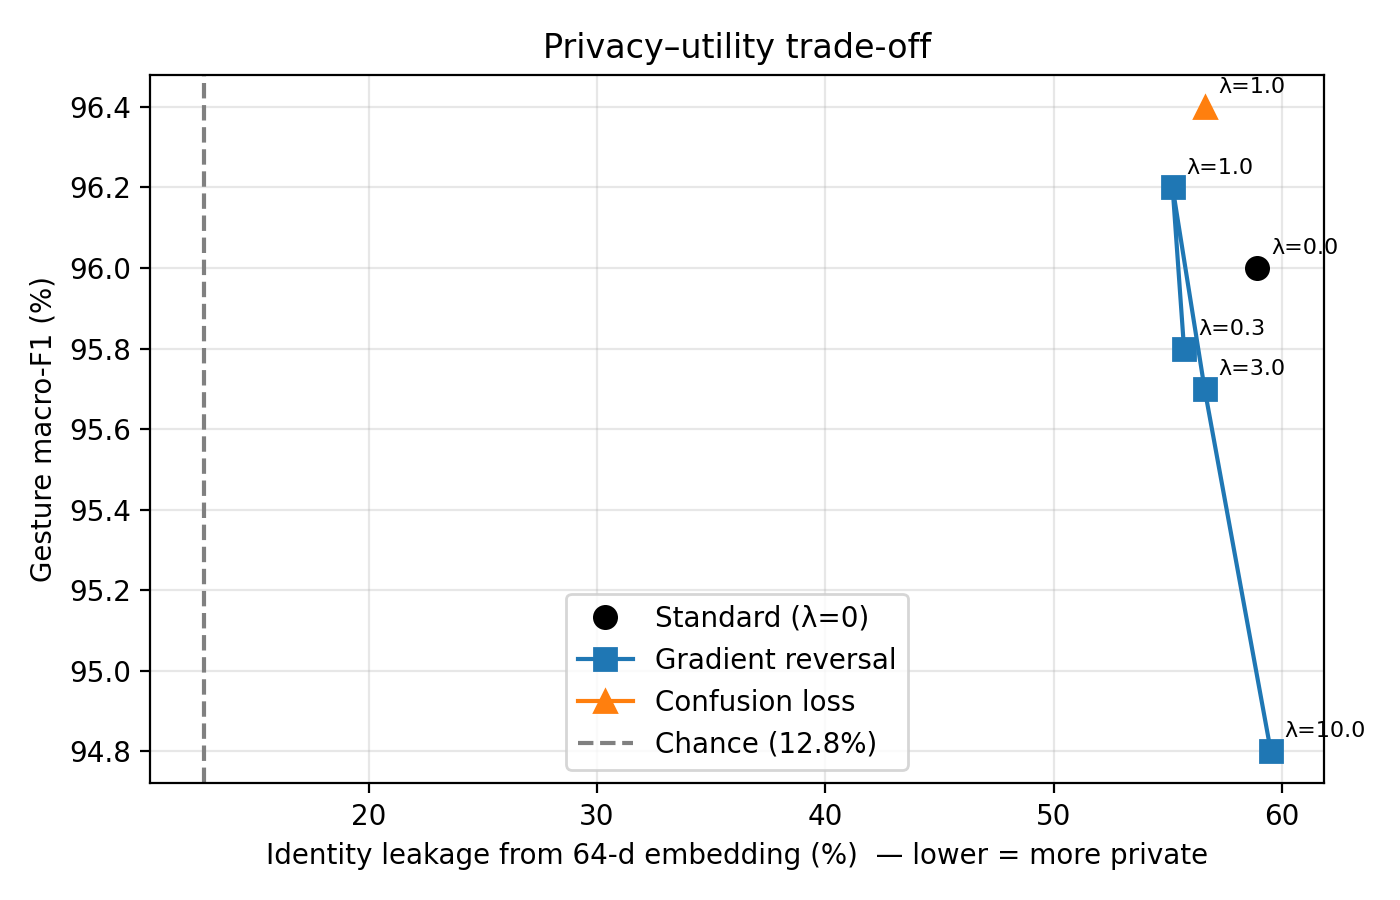 Privacy–utility trade-off
Gesture macro-F1 (%)
96.4
96.2
96.0
95.8
95.6
95.4
95.2
95.0
94.8
λ=1.0
λ=1.0
λ=0.0
λ=0.3
λ=3.0
λ=10.0
Standard (λ=0)
Gradient reversal
Confusion loss
Chance (12.8%)
20
30
40
50
60
Identity leakage from 64-d embedding (%) — lower = more private